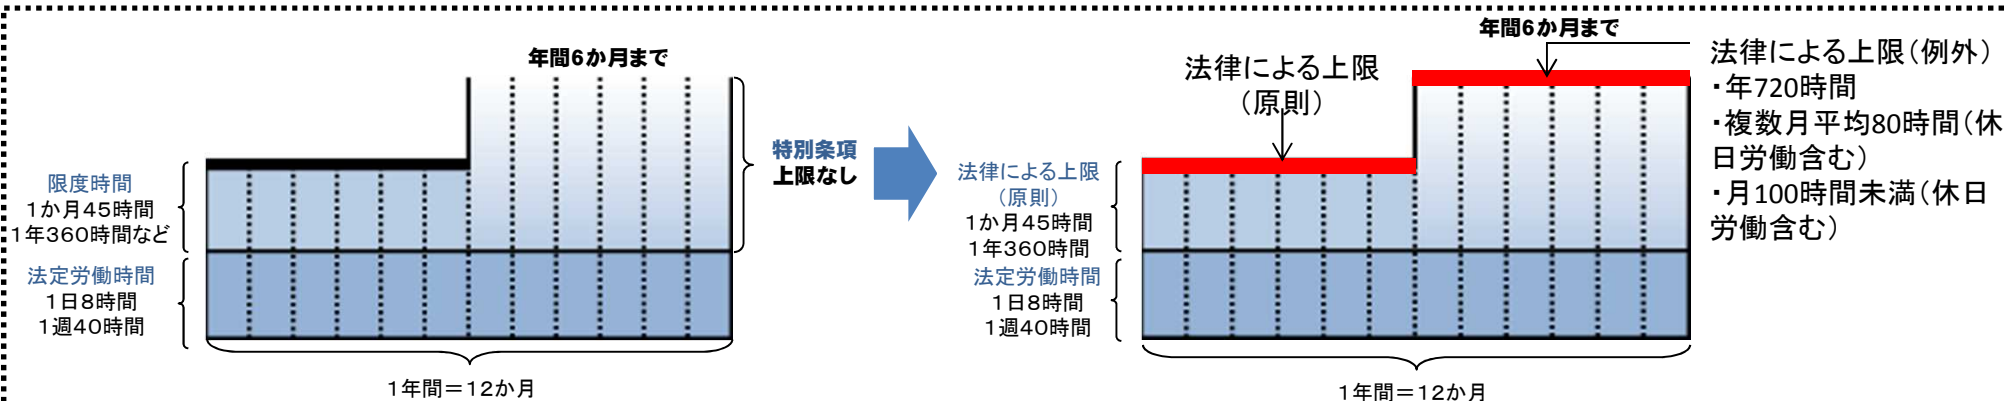 年間6か月まで
限度時間
1か月45時間
1年360時間など
法定労働時間
1日8時間
1週40時間
特別条項
上限なし
1年間＝12か月
年間6か月まで
法律による上限
（原則）
法律による上限（例外）
・年720時間
・複数月平均80時間（休
日労働含む）
・月100時間未満（休日
労働含む）
法律による上限
（原則）
1か月45時間
1年360時間
法定労働時間
1日8時間
1週40時間
1年間＝12か月